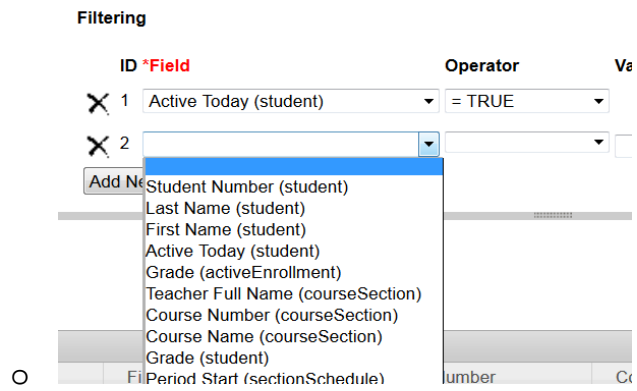 Filtering
ID *Field Operator
1 Active Today (student) = TRUE
2
Add
Student Number (student)
Last Name (student)
First Name (student)
Active Today (student)
Grade (activeEnrollment)
Teacher Full Name (courseSection)
Course Number (courseSection)
Course Name (courseSection)
Grade (student)
Period Start (sectionSchedule)